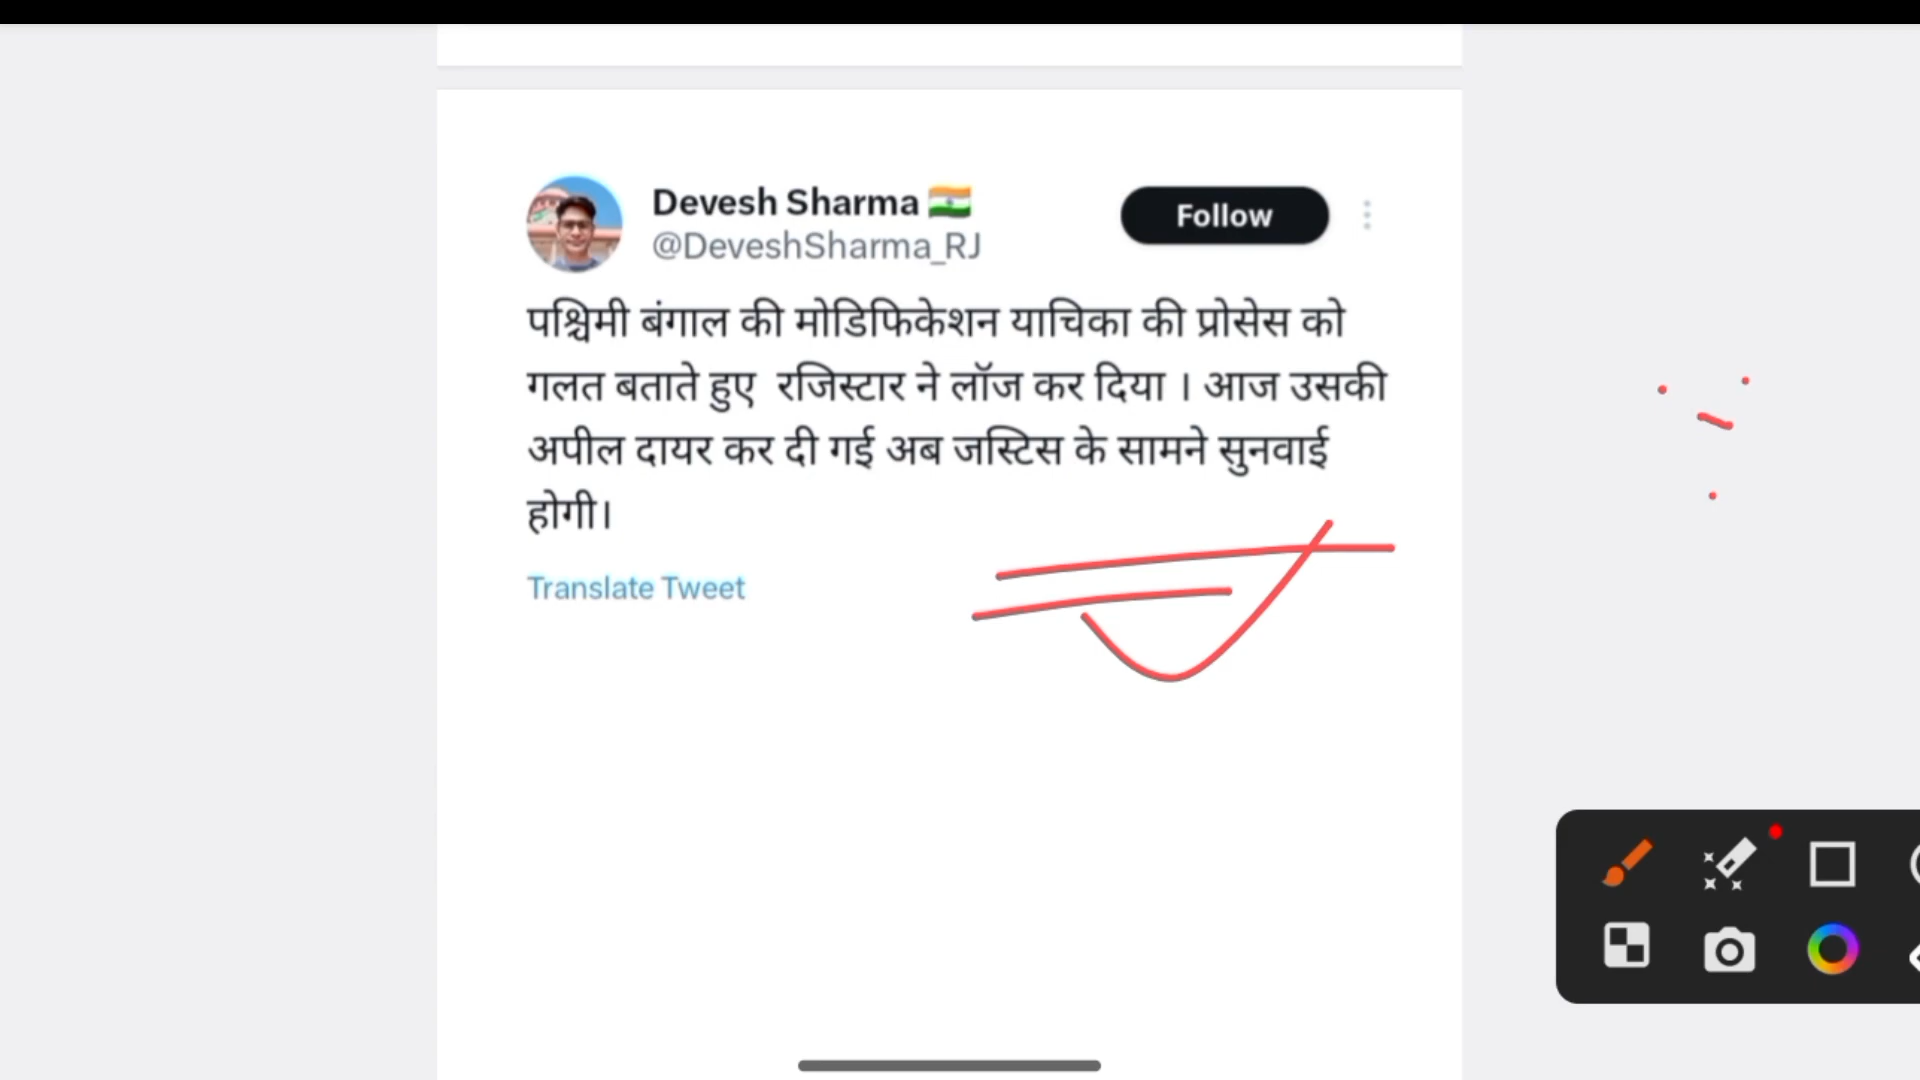 Devesh Sharma 🇮🇳
Follow
@DeveshSharma_RJ
पश्चिमी बंगाल की मोडिफिकेशन याचिका की प्रोसेस को
गलत बताते हुए रजिस्टार ने लॉज कर दिया । आज उसकी
अपील दायर कर दी गई अब जस्टिस के सामने सुनवाई
होगी।
Translate Tweet